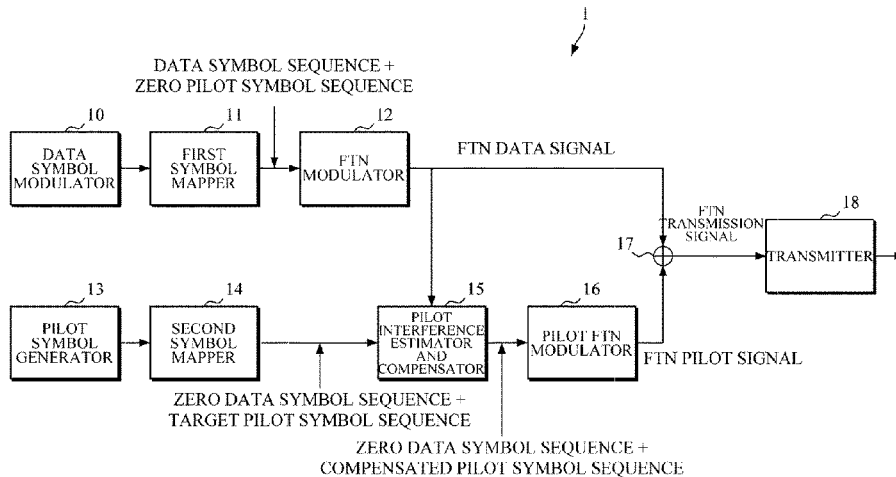 1
DATA SYMBOL SEQUENCE +
ZERO PILOT SYMBOL SEQUENCE
10
11
12
DATA
SYMBOL
MODULATOR
FIRST
SYMBOL
MAPPER
FTN
MODULATOR
FTN DATA SIGNAL
FTN
TRANSMISSION
SIGNAL
17
18
TRANSMITTER
13
14
15
16
PILOT
SYMBOL
GENERATOR
SECOND
SYMBOL
MAPPER
PILOT
INTERFERENCE
ESTIMATOR
AND
COMPENSATOR
PILOT FTN
MODULATOR
FTN PILOT SIGNAL
ZERO DATA SYMBOL SEQUENCE +
TARGET PILOT SYMBOL SEQUENCE
ZERO DATA SYMBOL SEQUENCE +
COMPENSATED PILOT SYMBOL SEQUENCE